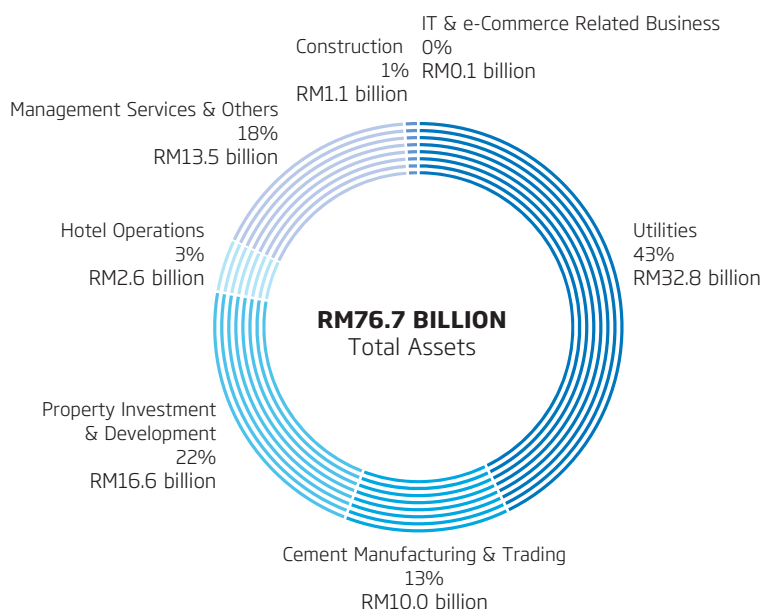 IT & e-Commerce Related Business
0%
RM0.1 billion
Construction
1%
RM1.1 billion
Management Services & Others
18%
RM13.5 billion
Hotel Operations
3%
RM2.6 billion
Utilities
43%
RM32.8 billion
RM76.7 BILLION
Total Assets
Property Investment
& Development
22%
RM16.6 billion
Cement Manufacturing & Trading
13%
RM10.0 billion